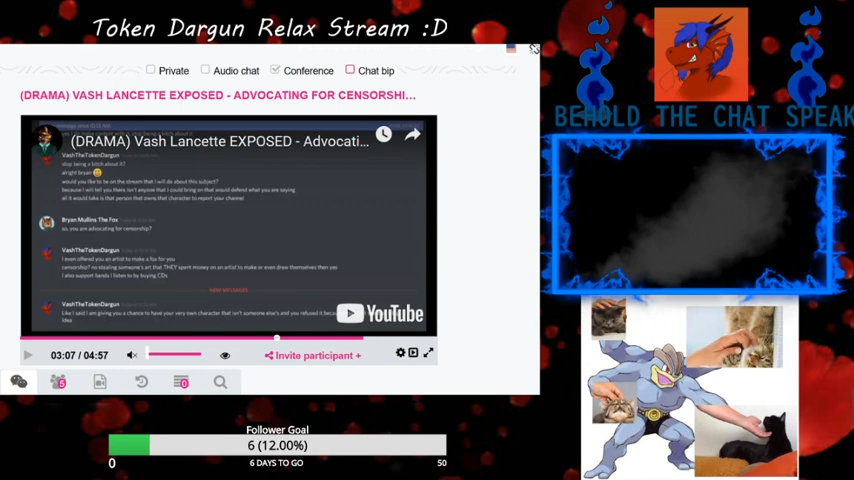 Token Dargun Relax Stream :D
Private
Audio chat
Conference
Chat bip
(DRAMA) VASH LANCETTE EXPOSED - ADVOCATING FOR CENSORSHI...
BEHOLD THE CHAT SPEAK
(DRAMA) Vash Lancette EXPOSED - Advocati...
VashTheTokenDargun
stop being a bitch about it?
alright bryan
would you like to be on the stream that I will do about this subject?
because I will tell you there isn't anyone that I could bring on that would defend what you are saying
all it would take is that person that owns that character to report your channel
Bryan Mullins The Fox
so, you are advocating for censorship?
VashTheTokenDargun
I even offered you an artist to make a fox for you
censorship? no stealing someone's art that THEY spent money on an artist to make or even drew themselves then yes
I also support bands I listen to by buying CDs
NEW MESSAGES
VashTheTokenDargun
Like I said I am giving you a chance to have your very own character that isn't someone else's and you refused it
idea
YouTube
03:07 / 04:57
Invite participant +
5
0
Follower Goal
6 (12.00%)
0
6 DAYS TO GO
50